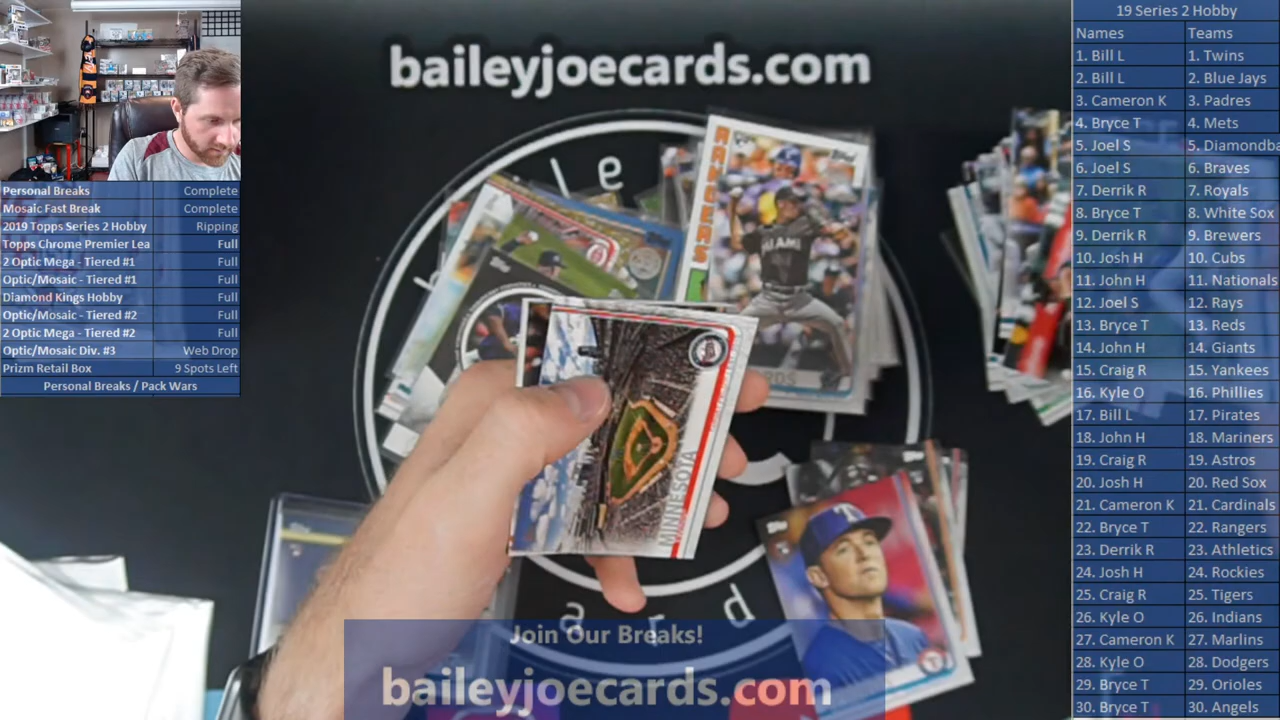 baileyjoecards.com
Personal Breaks Complete
Mosaic Fast Break Complete
2019 Topps Series 2 Hobby Ripping
Topps Chrome Premier Lea Full
2 Optic Mega - Tiered #1 Full
Optic/Mosaic - Tiered #1 Full
Diamond Kings Hobby Full
Optic/Mosaic - Tiered #2 Full
2 Optic Mega - Tiered #2 Full
Optic/Mosaic Div. #3 Web Drop
Prizm Retail Box 9 Spots Left
Personal Breaks / Pack Wars
le
RANGERS
Topps
MIAMI
MINNESOTA
Topps
T
ard
Join Our Breaks!
baileyjoecards.com
19 Series 2 Hobby
Names Teams
1. Bill L 1. Twins
2. Bill L 2. Blue Jays
3. Cameron K 3. Padres
4. Bryce T 4. Mets
5. Joel S 5. Diamondba
6. Joel S 6. Braves
7. Derrik R 7. Royals
8. Bryce T 8. White Sox
9. Derrik R 9. Brewers
10. Josh H 10. Cubs
11. John H 11. Nationals
12. Joel S 12. Rays
13. Bryce T 13. Reds
14. John H 14. Giants
15. Craig R 15. Yankees
16. Kyle O 16. Phillies
17. Bill L 17. Pirates
18. John H 18. Mariners
19. Craig R 19. Astros
20. Josh H 20. Red Sox
21. Cameron K 21. Cardinals
22. Bryce T 22. Rangers
23. Derrik R 23. Athletics
24. Josh H 24. Rockies
25. Craig R 25. Tigers
26. Kyle O 26. Indians
27. Cameron K 27. Marlins
28. Kyle O 28. Dodgers
29. Bryce T 29. Orioles
30. Bryce T 30. Angels